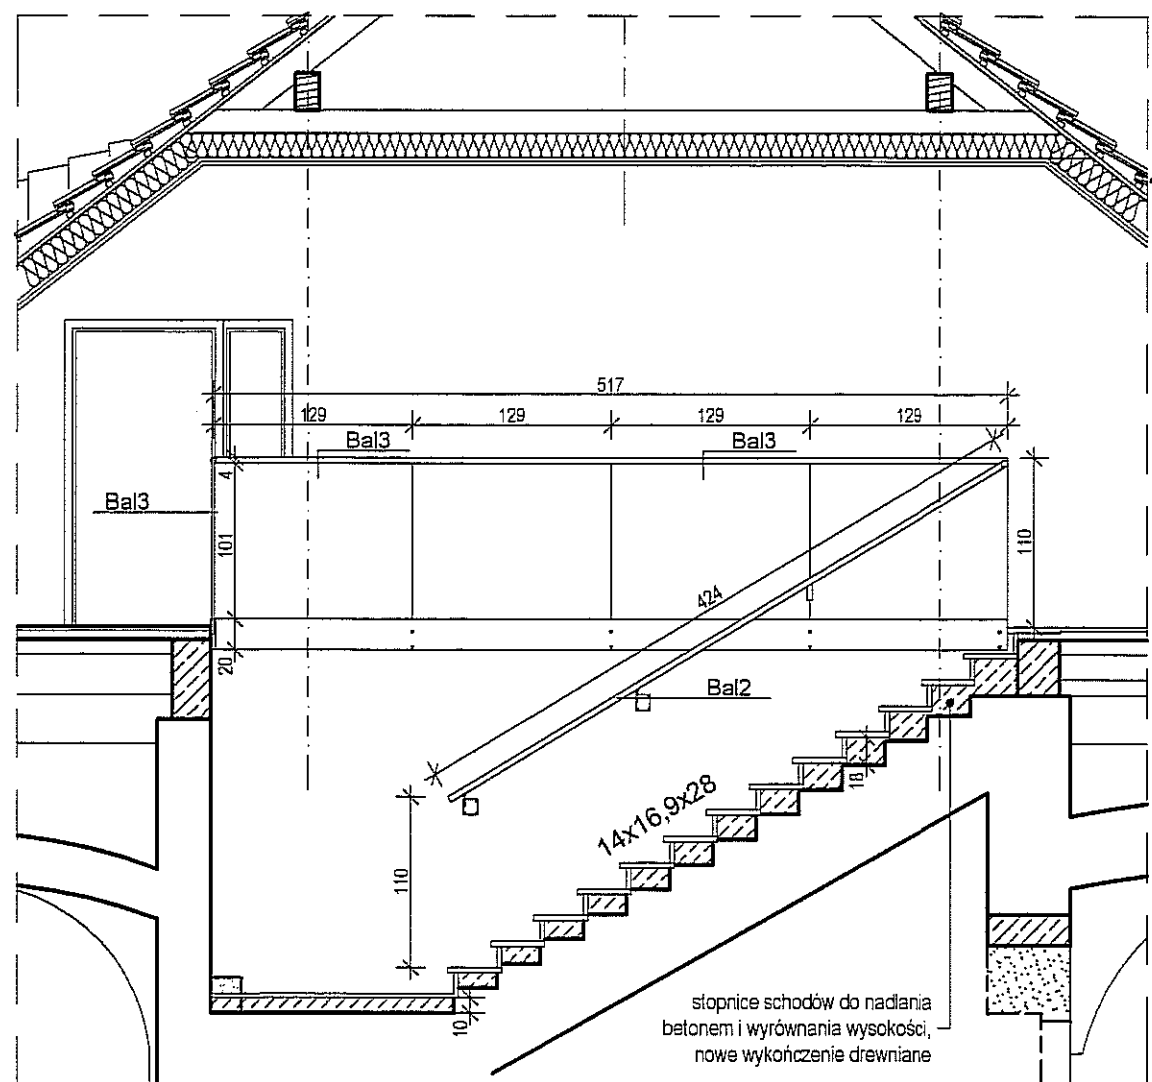 517
129
129
129
129
Bal3
Bal3
4
Bal3
101
110
424
20
Bal2
18
14x16,9x28
110
10
stopnice schodów do nadlania
betonem i wyrównania wysokości,
nowe wykończenie drewniane